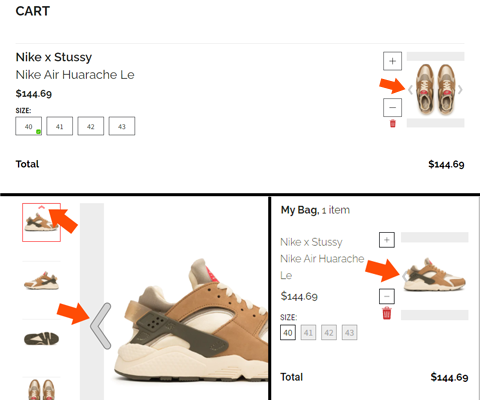 CART
Nike x Stussy
Nike Air Huarache Le
$144.69
SIZE:
40 41 42 43
Total $144.69
My Bag, 1 item
Nike x Stussy
Nike Air Huarache
Le
$144.69
SIZE:
40 41 42 43
Total $144.69